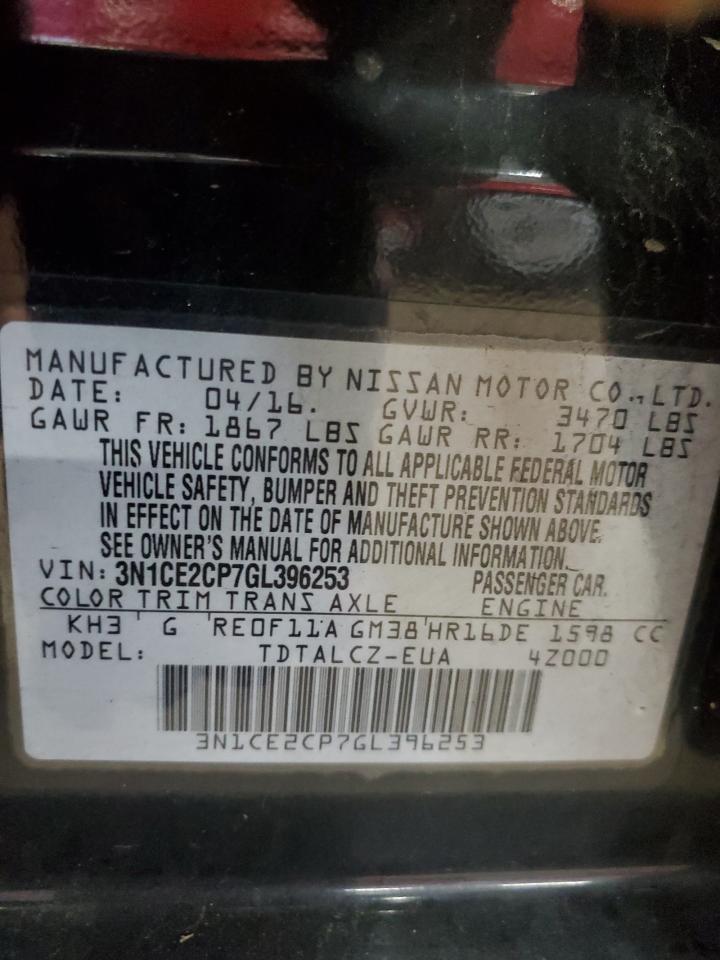 MANUFACTURED BY NISSAN MOTOR CO., LTD.
DATE: 04/16. GVWR: 3470 LBS
GAWR FR: 1867 LBS GAWR RR: 1704 LBS
THIS VEHICLE CONFORMS TO ALL APPLICABLE FEDERAL MOTOR
VEHICLE SAFETY, BUMPER AND THEFT PREVENTION STANDARDS
IN EFFECT ON THE DATE OF MANUFACTURE SHOWN ABOVE.
SEE OWNER'S MANUAL FOR ADDITIONAL INFORMATION.
VIN: 3N1CE2CP7GL396253 PASSENGER CAR.
COLOR TRIM TRANS AXLE ENGINE
KH3 G RE0F11A GM38 HR16DE 1598 CC
MODEL: TDTALCZ-EUA 4Z000
3N1CE2CP7GL396253